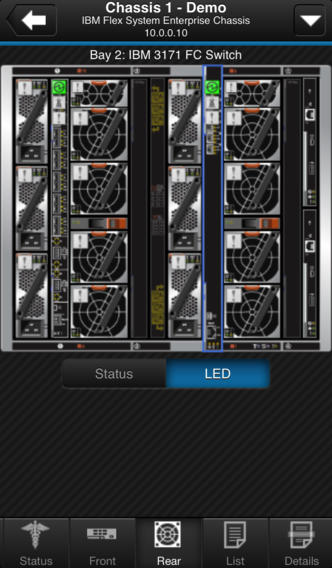 Chassis 1 - Demo
IBM Flex System Enterprise Chassis
10.0.0.10
Bay 2: IBM 3171 FC Switch
Status
LED
Status
Front
Rear
List
Details